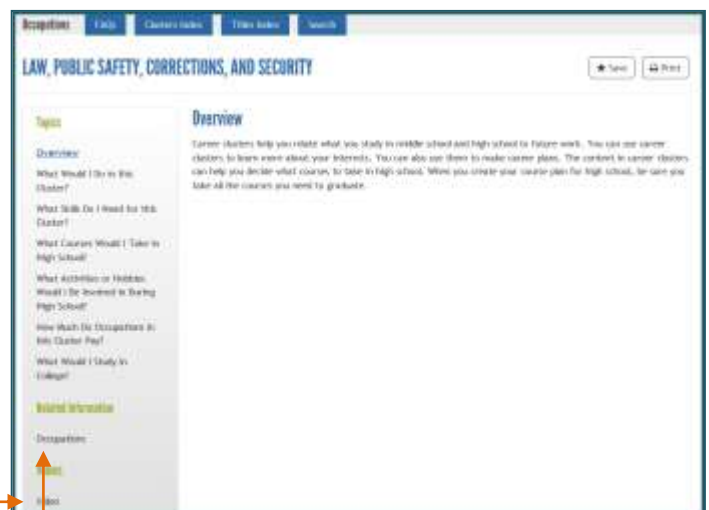 Occupations FAQs Clusters Index Titles Index Search
LAW, PUBLIC SAFETY, CORRECTIONS, AND SECURITY
Save Print
Topics
Overview
What Would I Do in this
Cluster?
What Skills Do I Need for this
Cluster?
What Courses Would I Take in
High School?
What Activities or Hobbies
Would I Be Involved in During
High School?
How Much Do Occupations in
this Cluster Pay?
What Would I Study in
College?
Related Information
Occupations
Overview
Career clusters help you relate what you study in middle school and high school to future work. You can use career
clusters to learn more about your interests. You can also use them to make career plans. The content in career clusters
can help you decide what courses to take in high school. When you create your course plan for high school, be sure you
take all the courses you need to graduate.